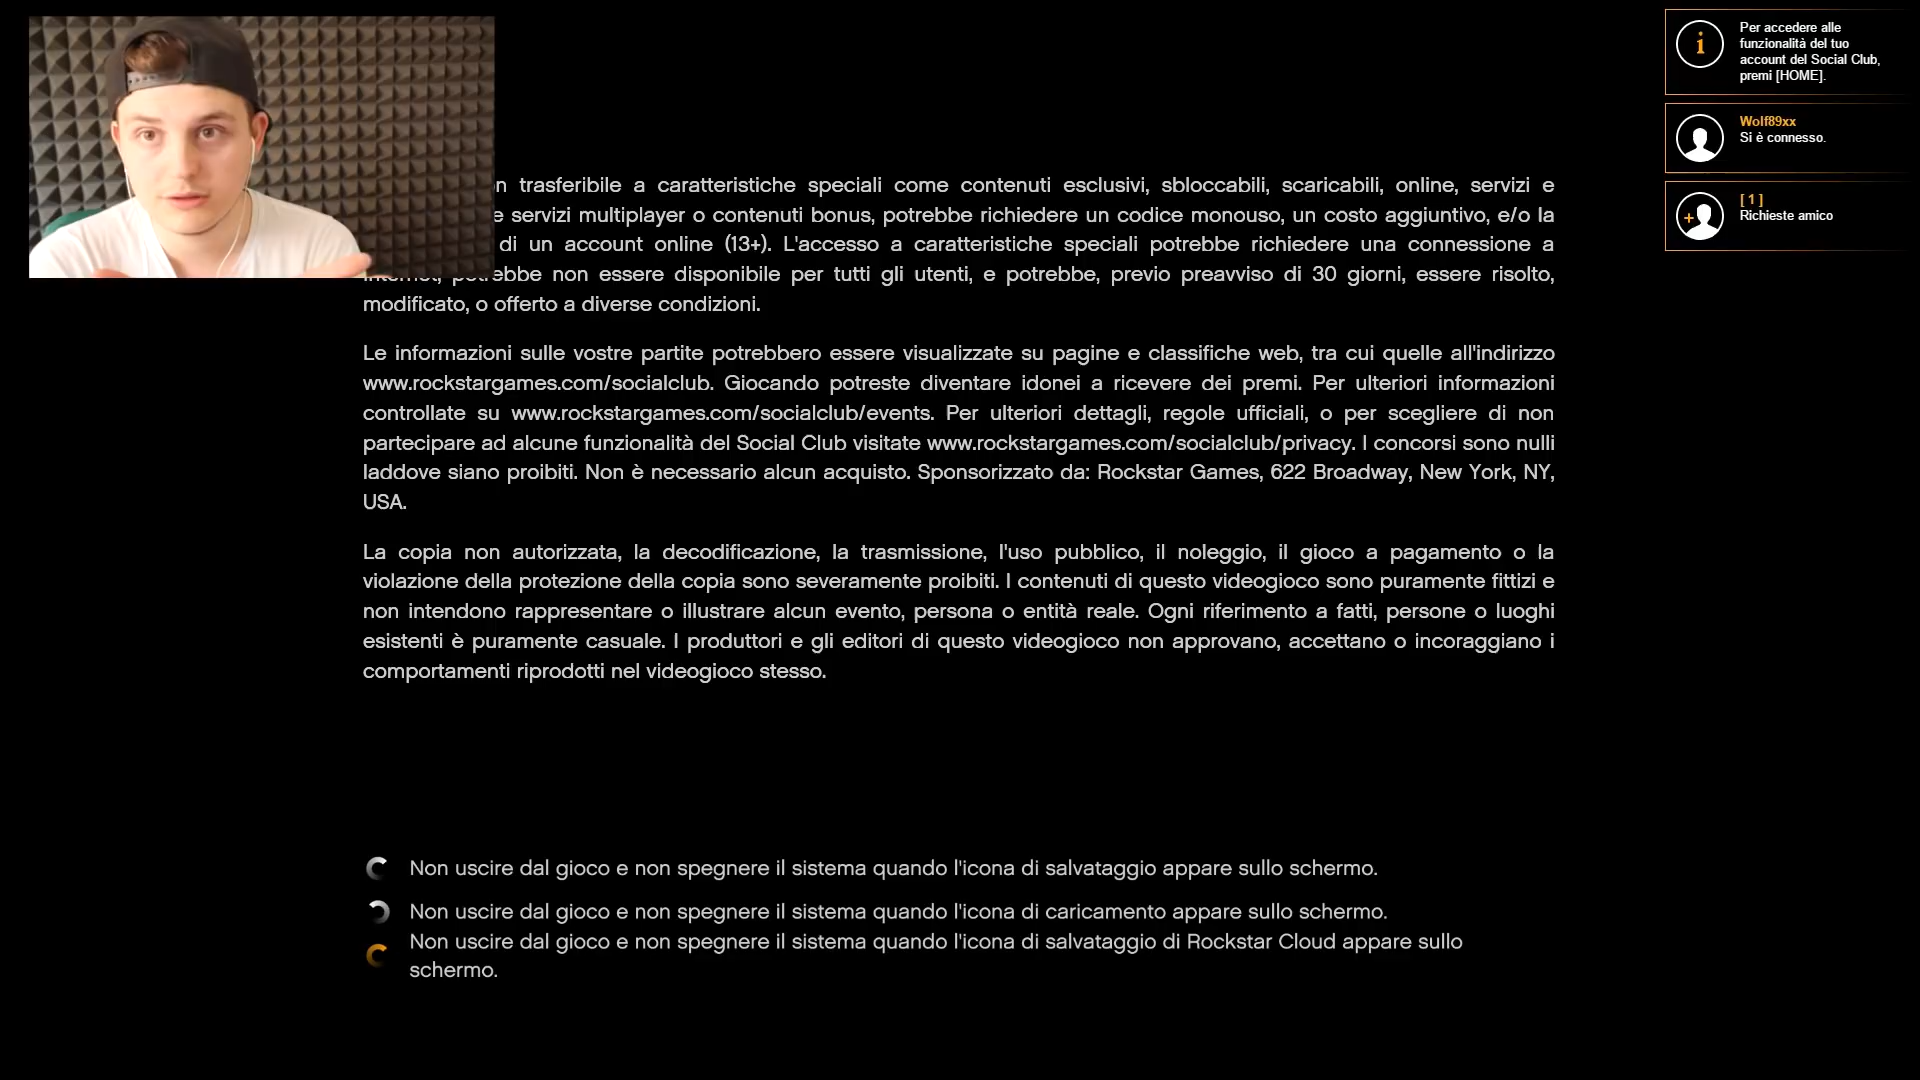 trasferibile a caratteristiche speciali come contenuti esclusivi, sbloccabili, scaricabili, online, servizi e
e servizi multiplayer o contenuti bonus, potrebbe richiedere un codice monouso, un costo aggiuntivo, e/o la
di un account online (13+). L'accesso a caratteristiche speciali potrebbe richiedere una connessione a
internet, potrebbe non essere disponibile per tutti gli utenti, e potrebbe, previo preavviso di 30 giorni, essere risolto,
modificato, o offerto a diverse condizioni.
Le informazioni sulle vostre partite potrebbero essere visualizzate su pagine e classifiche web, tra cui quelle all'indirizzo
www.rockstargames.com/socialclub. Giocando potreste diventare idonei a ricevere dei premi. Per ulteriori informazioni
controllate su www.rockstargames.com/socialclub/events. Per ulteriori dettagli, regole ufficiali, o per scegliere di non
partecipare ad alcune funzionalità del Social Club visitate www.rockstargames.com/socialclub/privacy. I concorsi sono nulli
laddove siano proibiti. Non è necessario alcun acquisto. Sponsorizzato da: Rockstar Games, 622 Broadway, New York, NY,
USA.
La copia non autorizzata, la decodificazione, la trasmissione, l'uso pubblico, il noleggio, il gioco a pagamento o la
violazione della protezione della copia sono severamente proibiti. I contenuti di questo videogioco sono puramente fittizi e
non intendono rappresentare o illustrare alcun evento, persona o entità reale. Ogni riferimento a fatti, persone o luoghi
esistenti è puramente casuale. I produttori e gli editori di questo videogioco non approvano, accettano o incoraggiano i
comportamenti riprodotti nel videogioco stesso.
Non uscire dal gioco e non spegnere il sistema quando l'icona di salvataggio appare sullo schermo.
Non uscire dal gioco e non spegnere il sistema quando l'icona di caricamento appare sullo schermo.
Non uscire dal gioco e non spegnere il sistema quando l'icona di salvataggio di Rockstar Cloud appare sullo
schermo.
Per accedere alle
funzionalità del tuo
account del Social Club,
premi [HOME].
Wolf89xx
Si è connesso.
[ 1 ]
Richieste amico